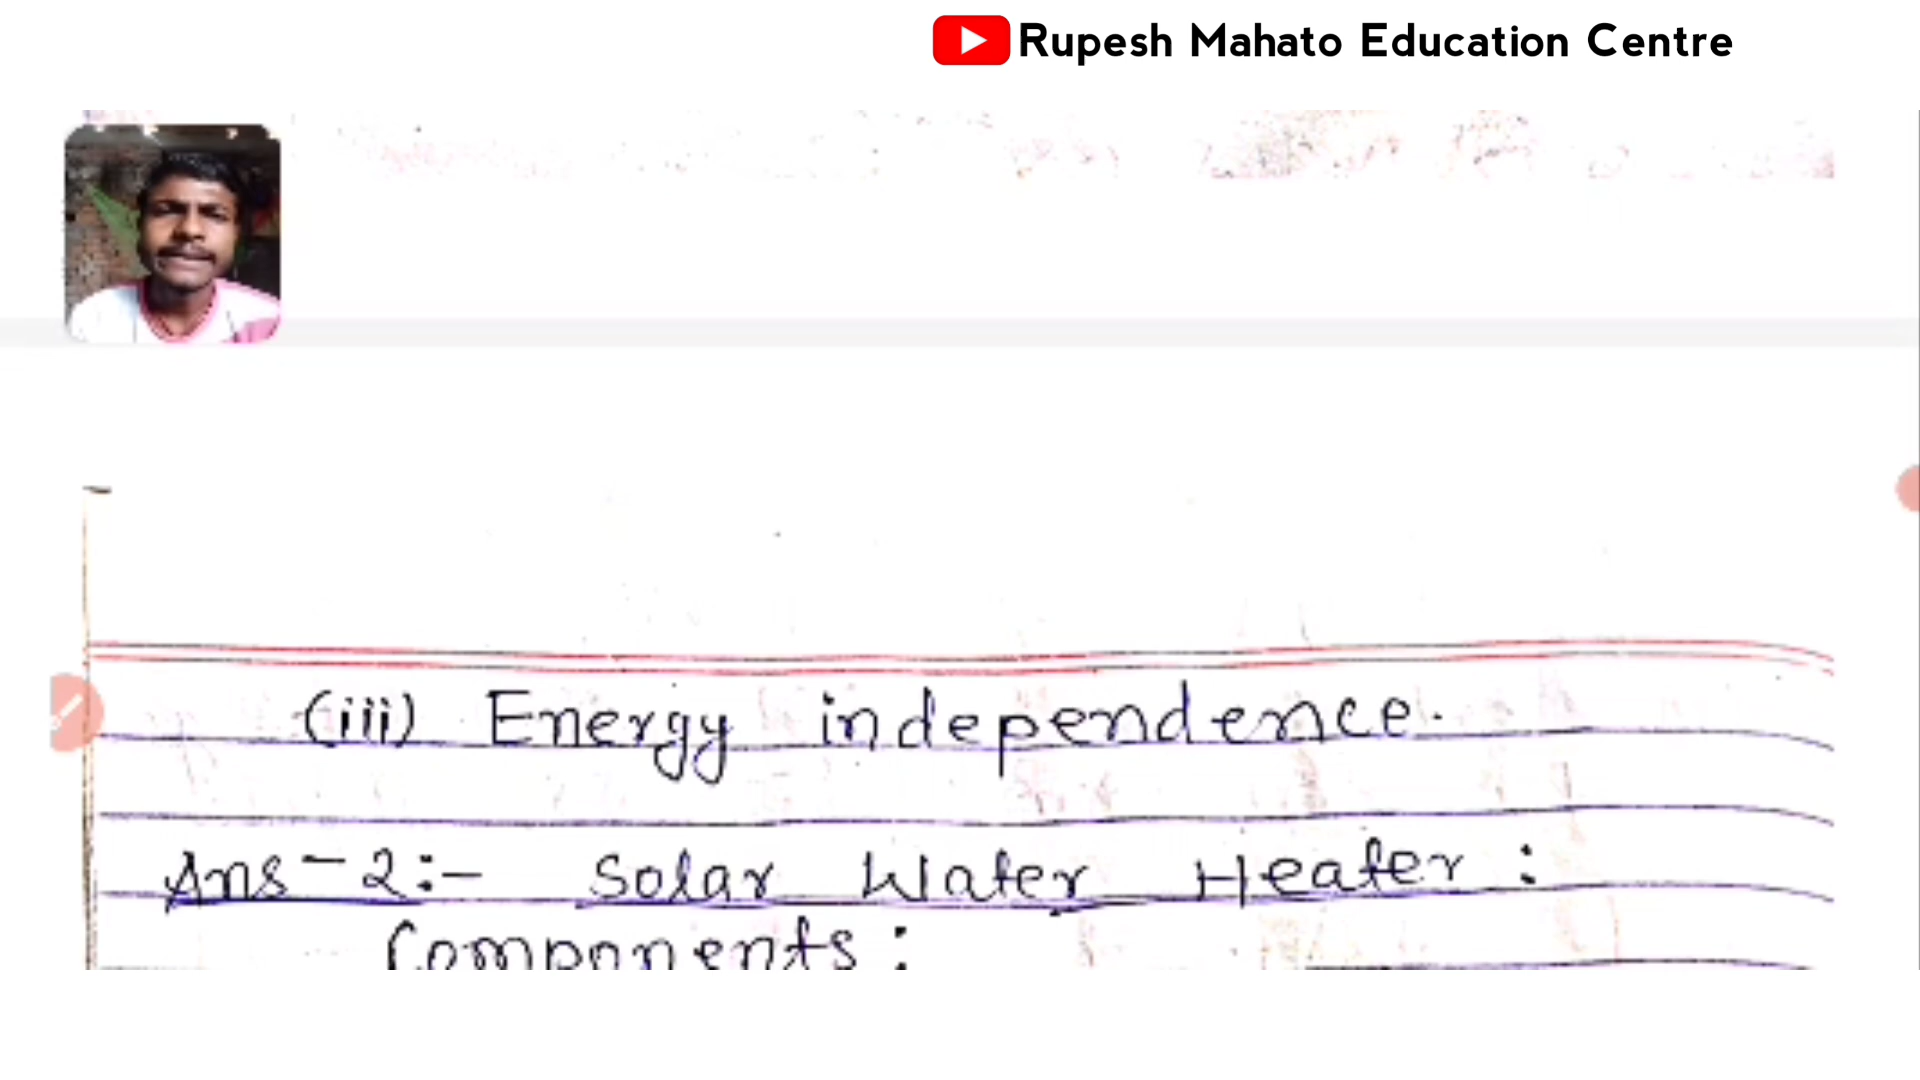 Rupesh Mahato Education Centre
(iii) Energy independence.
Ans-2:- Solar Water Heater :
Components :